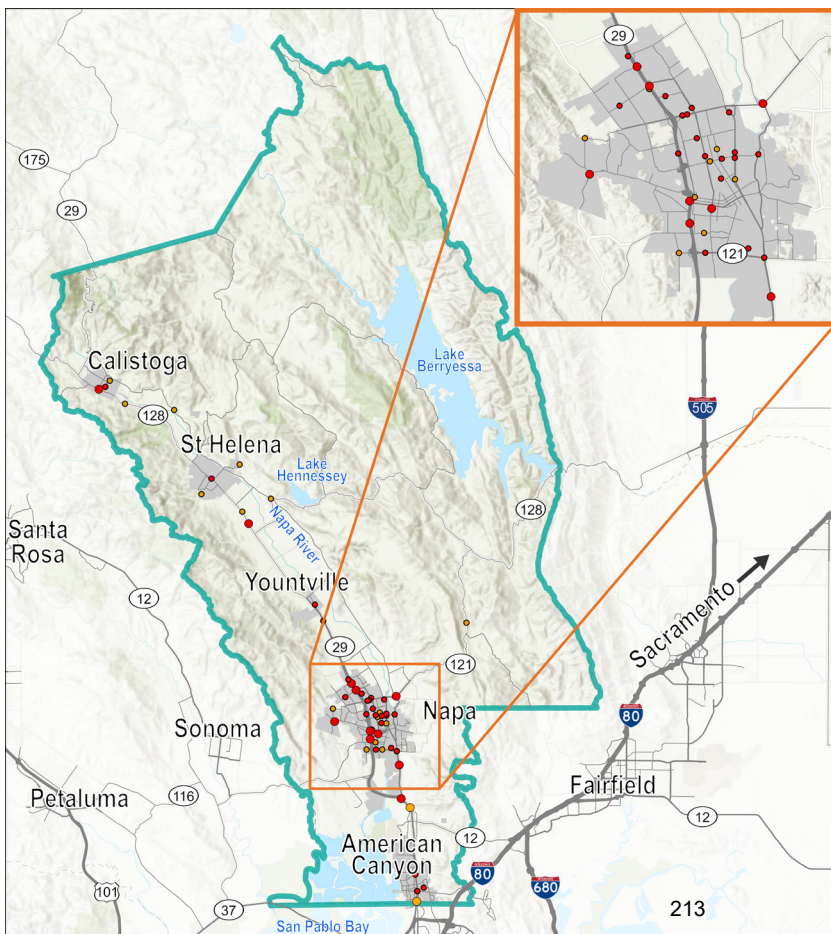 29
175
29
Calistoga
128
St Helena
Lake
Berryessa
505
Lake
Hennessey
Napa River
128
Santa
Rosa
12
Yountville
29
121
Napa
Sacramento
80
Sonoma
Petaluma
116
Fairfield
12
American
Canyon
12
80
680
101
37
San Pablo Bay
213
121